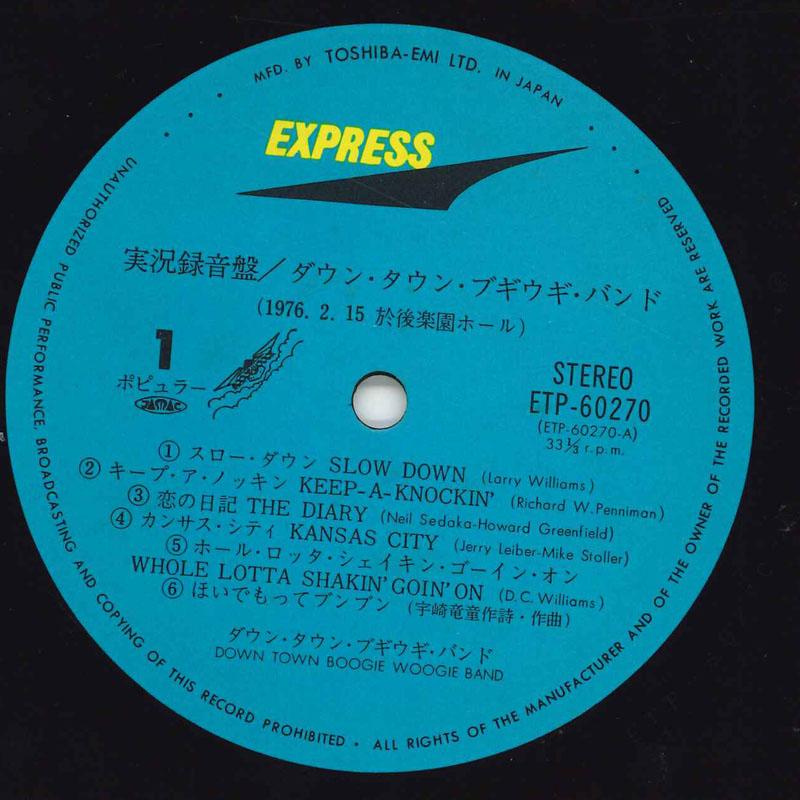 MFD. BY TOSHIBA-EMI LTD. IN JAPAN
EXPRESS
実況録音盤／ダウン・タウン・ブギウギ・バンド
(1976. 2. 15 於後楽園ホール)
1
ポピュラー
JASRAC
STEREO
ETP-60270
(ETP-60270-A)
33⅓ r.p.m.
① スロー・ダウン SLOW DOWN (Larry Williams)
② キープ・ア・ノッキン KEEP-A-KNOCKIN' (Richard W. Penniman)
③ 恋の日記 THE DIARY (Neil Sedaka-Howard Greenfield)
④ カンサス・シティ KANSAS CITY (Jerry Leiber-Mike Stoller)
⑤ ホール・ロッタ・シェイキン・ゴーイン・オン
WHOLE LOTTA SHAKIN' GOIN' ON (D.C. Williams)
⑥ ほいでもってブンブン (宇崎竜童作詩・作曲)
ダウン・タウン・ブギウギ・バンド
DOWN TOWN BOOGIE WOOGIE BAND
UNAUTHORIZED PUBLIC PERFORMANCE, BROADCASTING AND COPYING OF THIS RECORD PROHIBITED • ALL RIGHTS OF THE MANUFACTURER AND OF THE OWNER OF THE RECORDED WORK ARE RESERVED